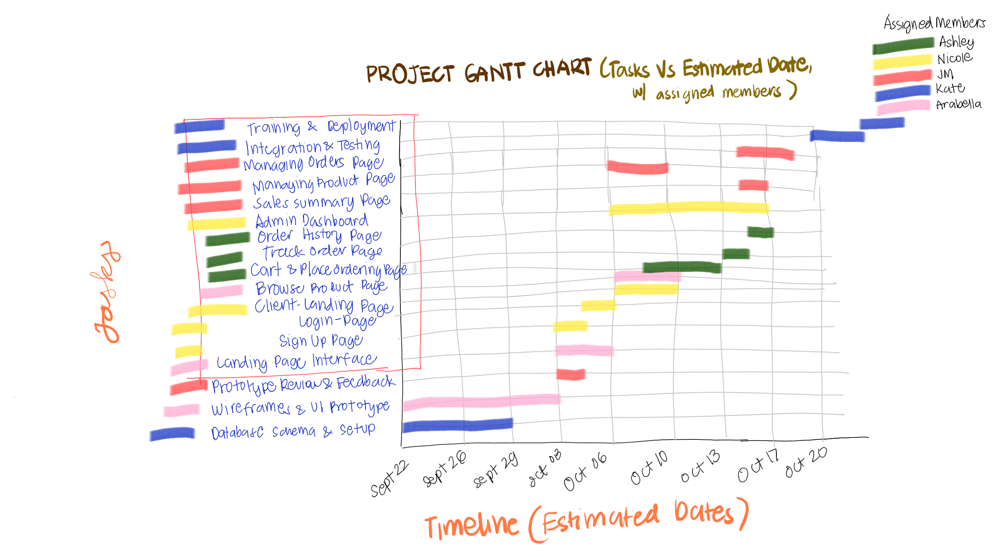 Assigned Members
Ashley
Nicole
JM
Kate
Arabella
PROJECT GANTT CHART (Tasks Vs Estimated Date,
w/ assigned members)
Tasks
Training & Deployment
Integration & Testing
Managing Orders Page
Managing Product Page
Sales summary Page
Admin Dashboard
Order History Page
Track order Page
Cart & Place ordering Page
Browse Product Page
Client-Landing Page
Login-Page
Sign Up Page
Landing Page Interface
Prototype Review & Feedback
Wireframes & UI Prototype
Database schema & setup
Sept 22
Sept 26
sept 29
oct 03
Oct 06
Oct 10
oct 13
Oct 17
Oct 20
Timeline (Estimated Dates)